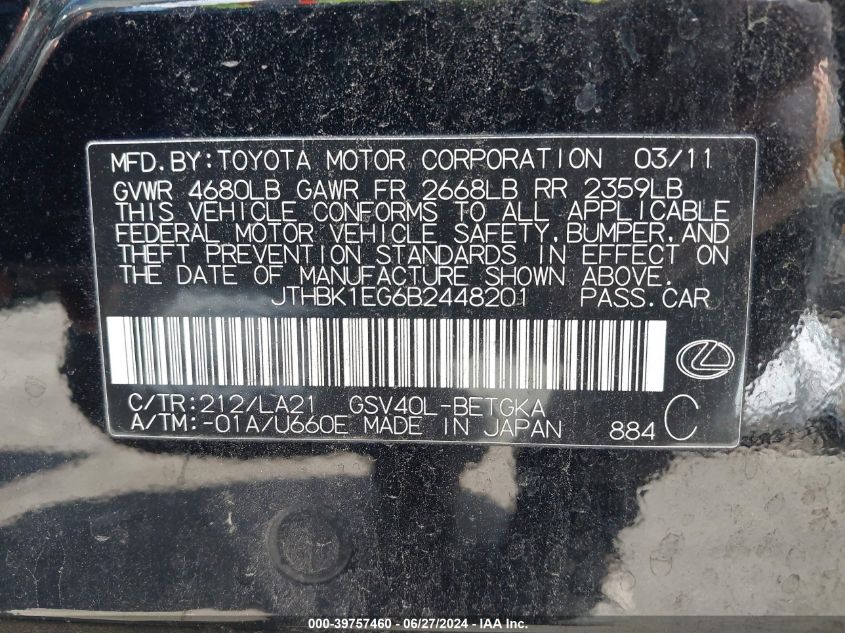 MFD.BY:TOYOTA MOTOR CORPORATION 03/11
GVWR 4680LB GAWR FR 2668LB RR 2359LB
THIS VEHICLE CONFORMS TO ALL APPLICABLE
FEDERAL MOTOR VEHICLE SAFETY,BUMPER,AND
THEFT PREVENTION STANDARDS IN EFFECT ON
THE DATE OF MANUFACTURE SHOWN ABOVE.
JTHBK1EG6B2448201 PASS.CAR
C/TR:212/LA21 GSV40L-BETGKA
A/TM:-01A/U660E MADE IN JAPAN 884 C
000-39757460 - 06/27/2024 - IAA Inc.